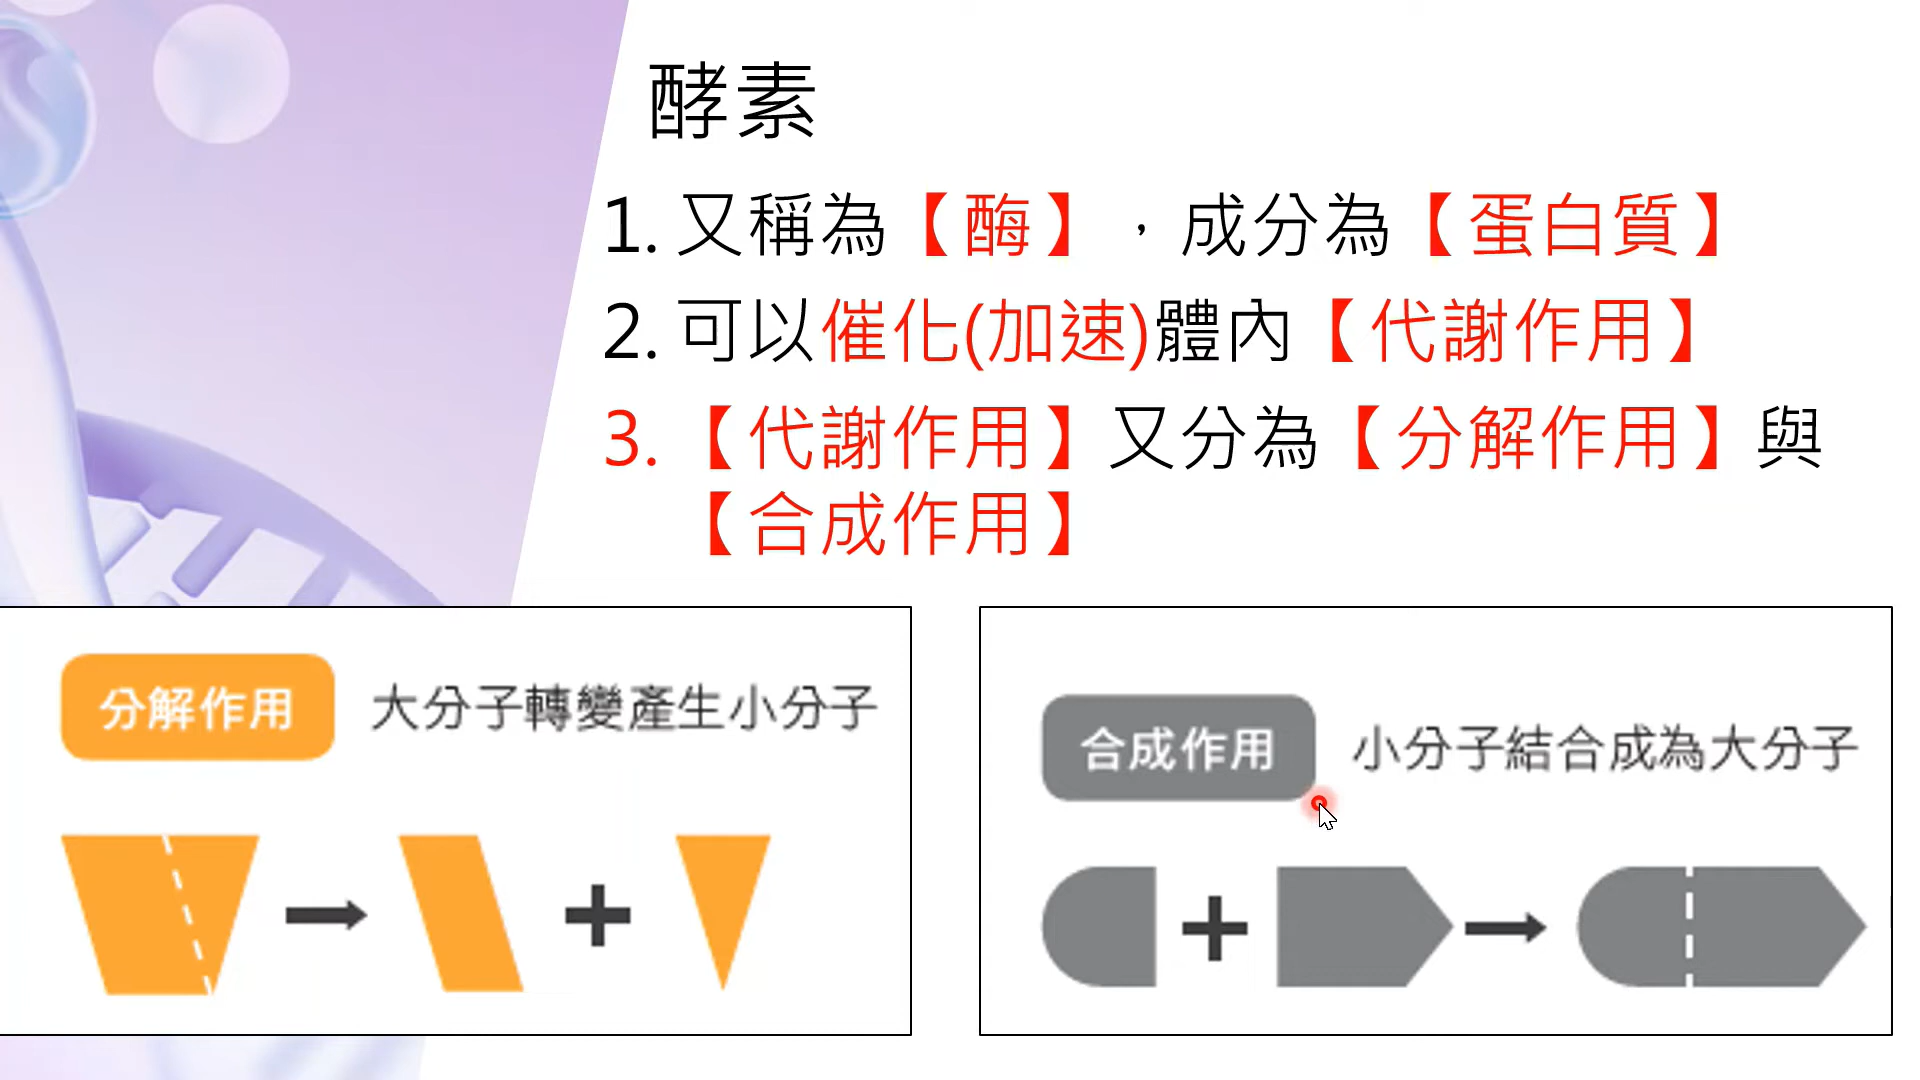 酵素
1. 又稱為【酶】，成分為【蛋白質】
2. 可以催化(加速)體內【代謝作用】
3. 【代謝作用】又分為【分解作用】與
【合成作用】
分解作用 大分子轉變產生小分子
合成作用 小分子結合成為大分子